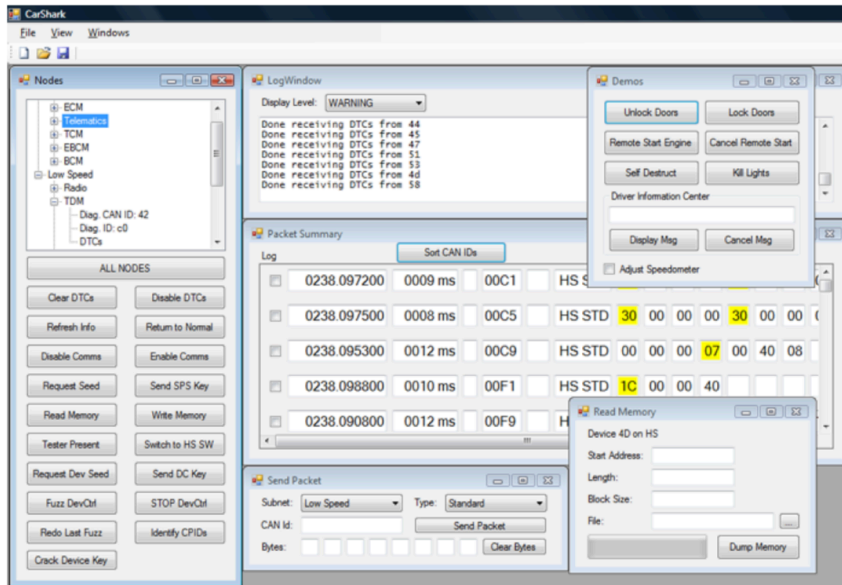 CarShark
File View Windows
Nodes
ECM
Telematics
TCM
EBCM
BCM
Low Speed
Radio
TDM
Diag. CAN ID: 42
Diag. ID: c0
DTCs
ALL NODES
Clear DTCs Disable DTCs
Refresh Info Return to Normal
Disable Comms Enable Comms
Request Seed Send SPS Key
Read Memory Write Memory
Tester Present Switch to HS SW
Request Dev Seed Send DC Key
Fuzz DevCtrl STOP DevCtrl
Redo Last Fuzz Identify CPIDs
Crack Device Key
LogWindow
Display Level: WARNING
Done receiving DTCs from 44
Done receiving DTCs from 45
Done receiving DTCs from 47
Done receiving DTCs from 51
Done receiving DTCs from 53
Done receiving DTCs from 4d
Done receiving DTCs from 58
Demos
Unlock Doors Lock Doors
Remote Start Engine Cancel Remote Start
Self Destruct Kill Lights
Driver Information Center
Display Msg Cancel Msg
Adjust Speedometer
Packet Summary
Log Sort CAN IDs
0238.097200 0009 ms 00C1 HS
0238.097500 0008 ms 00C5 HS STD 30 00 00 00 30 00 00
0238.095300 0012 ms 00C9 HS STD 00 00 00 07 00 40 08
0238.098800 0010 ms 00F1 HS STD 1C 00 00 40
0238.090800 0012 ms 00F9
Send Packet
Subnet: Low Speed Type: Standard
CAN Id: Send Packet
Bytes: Clear Bytes
Read Memory
Device 4D on HS
Start Address:
Length:
Block Size:
File: ...
Dump Memory